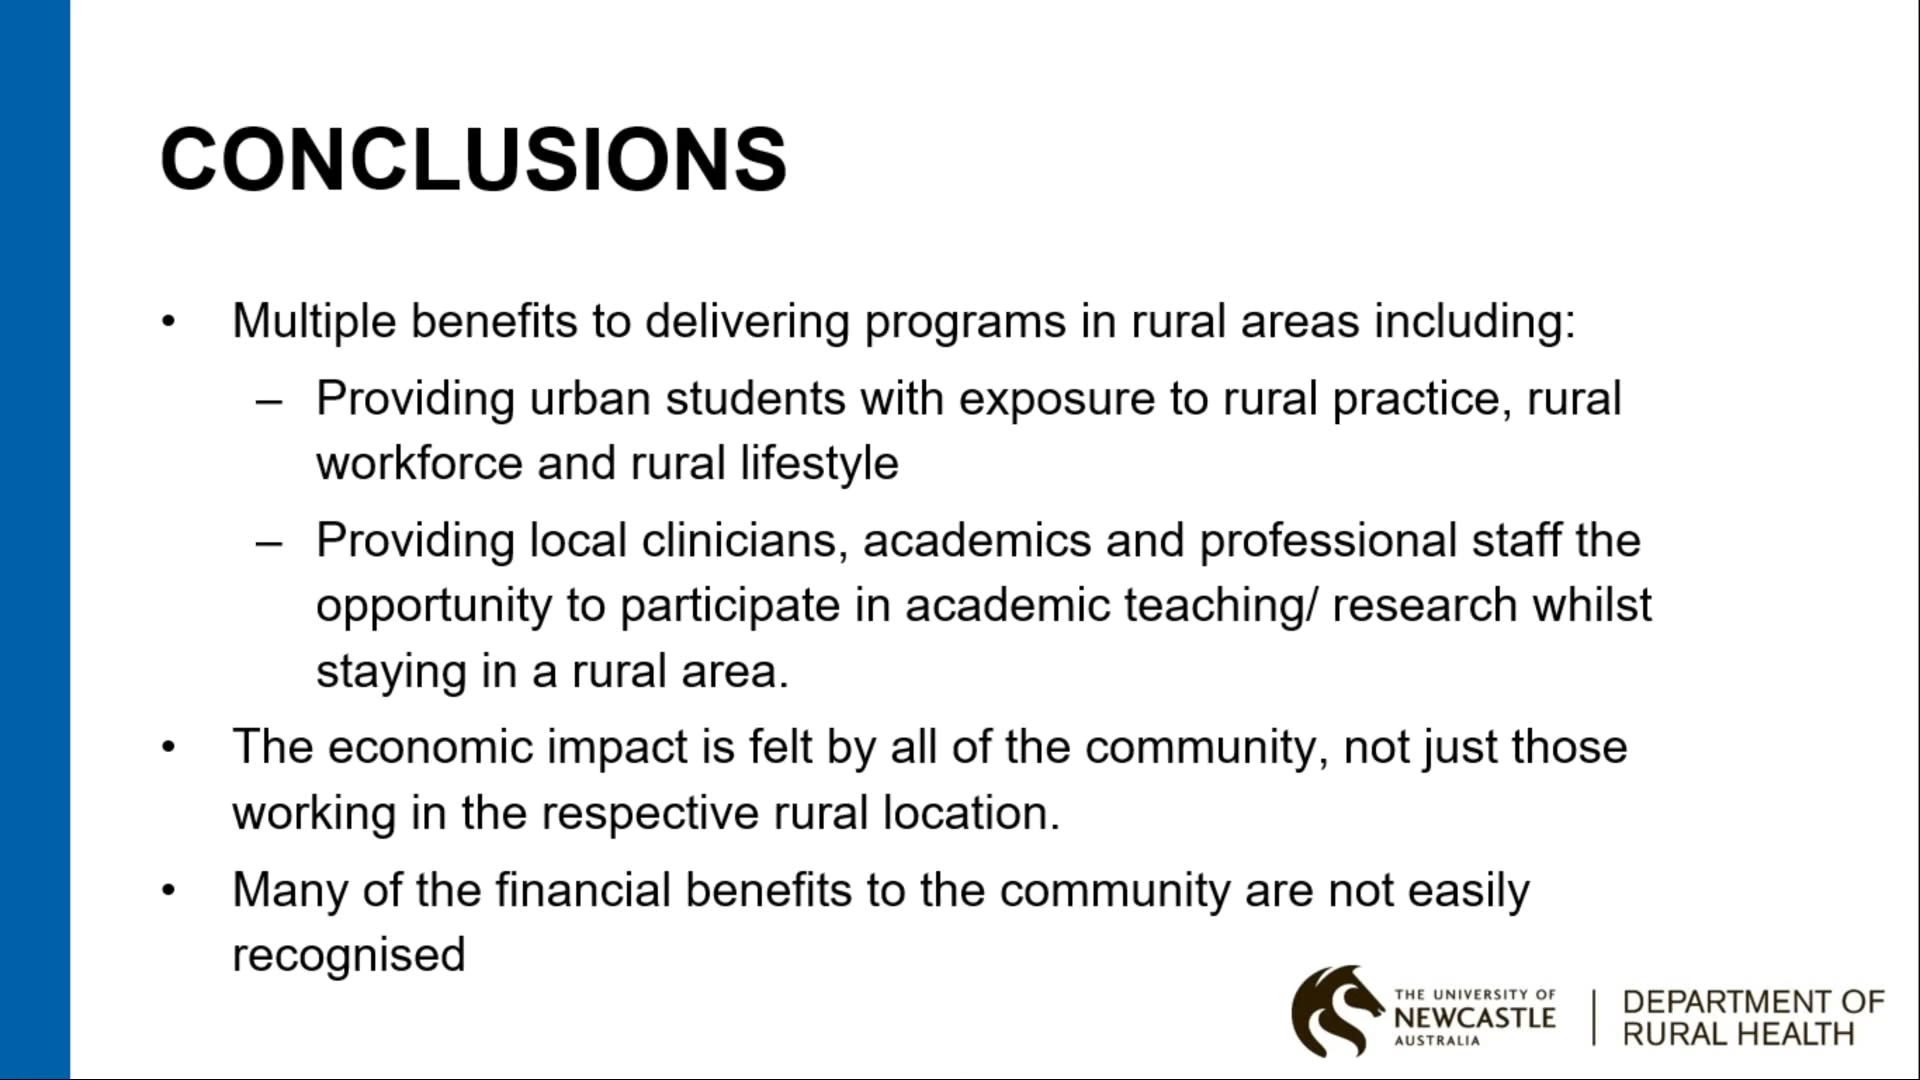 CONCLUSIONS
• Multiple benefits to delivering programs in rural areas including:
– Providing urban students with exposure to rural practice, rural
workforce and rural lifestyle
– Providing local clinicians, academics and professional staff the
opportunity to participate in academic teaching/ research whilst
staying in a rural area.
• The economic impact is felt by all of the community, not just those
working in the respective rural location.
• Many of the financial benefits to the community are not easily
recognised
THE UNIVERSITY OF
NEWCASTLE
AUSTRALIA
DEPARTMENT OF
RURAL HEALTH